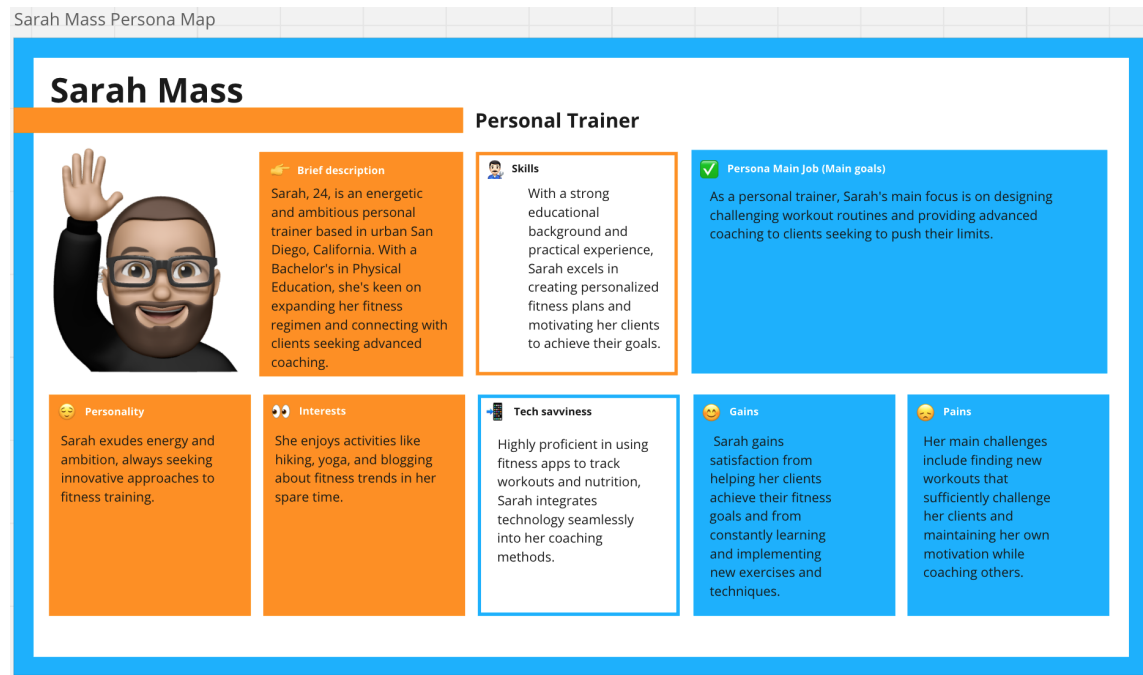 Sarah Mass Persona Map
Sarah Mass
Personal Trainer
Brief description
Sarah, 24, is an energetic
and ambitious personal
trainer based in urban San
Diego, California. With a
Bachelor's in Physical
Education, she's keen on
expanding her fitness
regimen and connecting with
clients seeking advanced
coaching.
Skills
With a strong
educational
background and
practical experience,
Sarah excels in
creating personalized
fitness plans and
motivating her clients
to achieve their goals.
Persona Main Job (Main goals)
As a personal trainer, Sarah's main focus is on designing
challenging workout routines and providing advanced
coaching to clients seeking to push their limits.
Personality
Sarah exudes energy and
ambition, always seeking
innovative approaches to
fitness training.
Interests
She enjoys activities like
hiking, yoga, and blogging
about fitness trends in her
spare time.
Tech savviness
Highly proficient in using
fitness apps to track
workouts and nutrition,
Sarah integrates
technology seamlessly
into her coaching
methods.
Gains
Sarah gains
satisfaction from
helping her clients
achieve their fitness
goals and from
constantly learning
and implementing
new exercises and
techniques.
Pains
Her main challenges
include finding new
workouts that
sufficiently challenge
her clients and
maintaining her own
motivation while
coaching others.